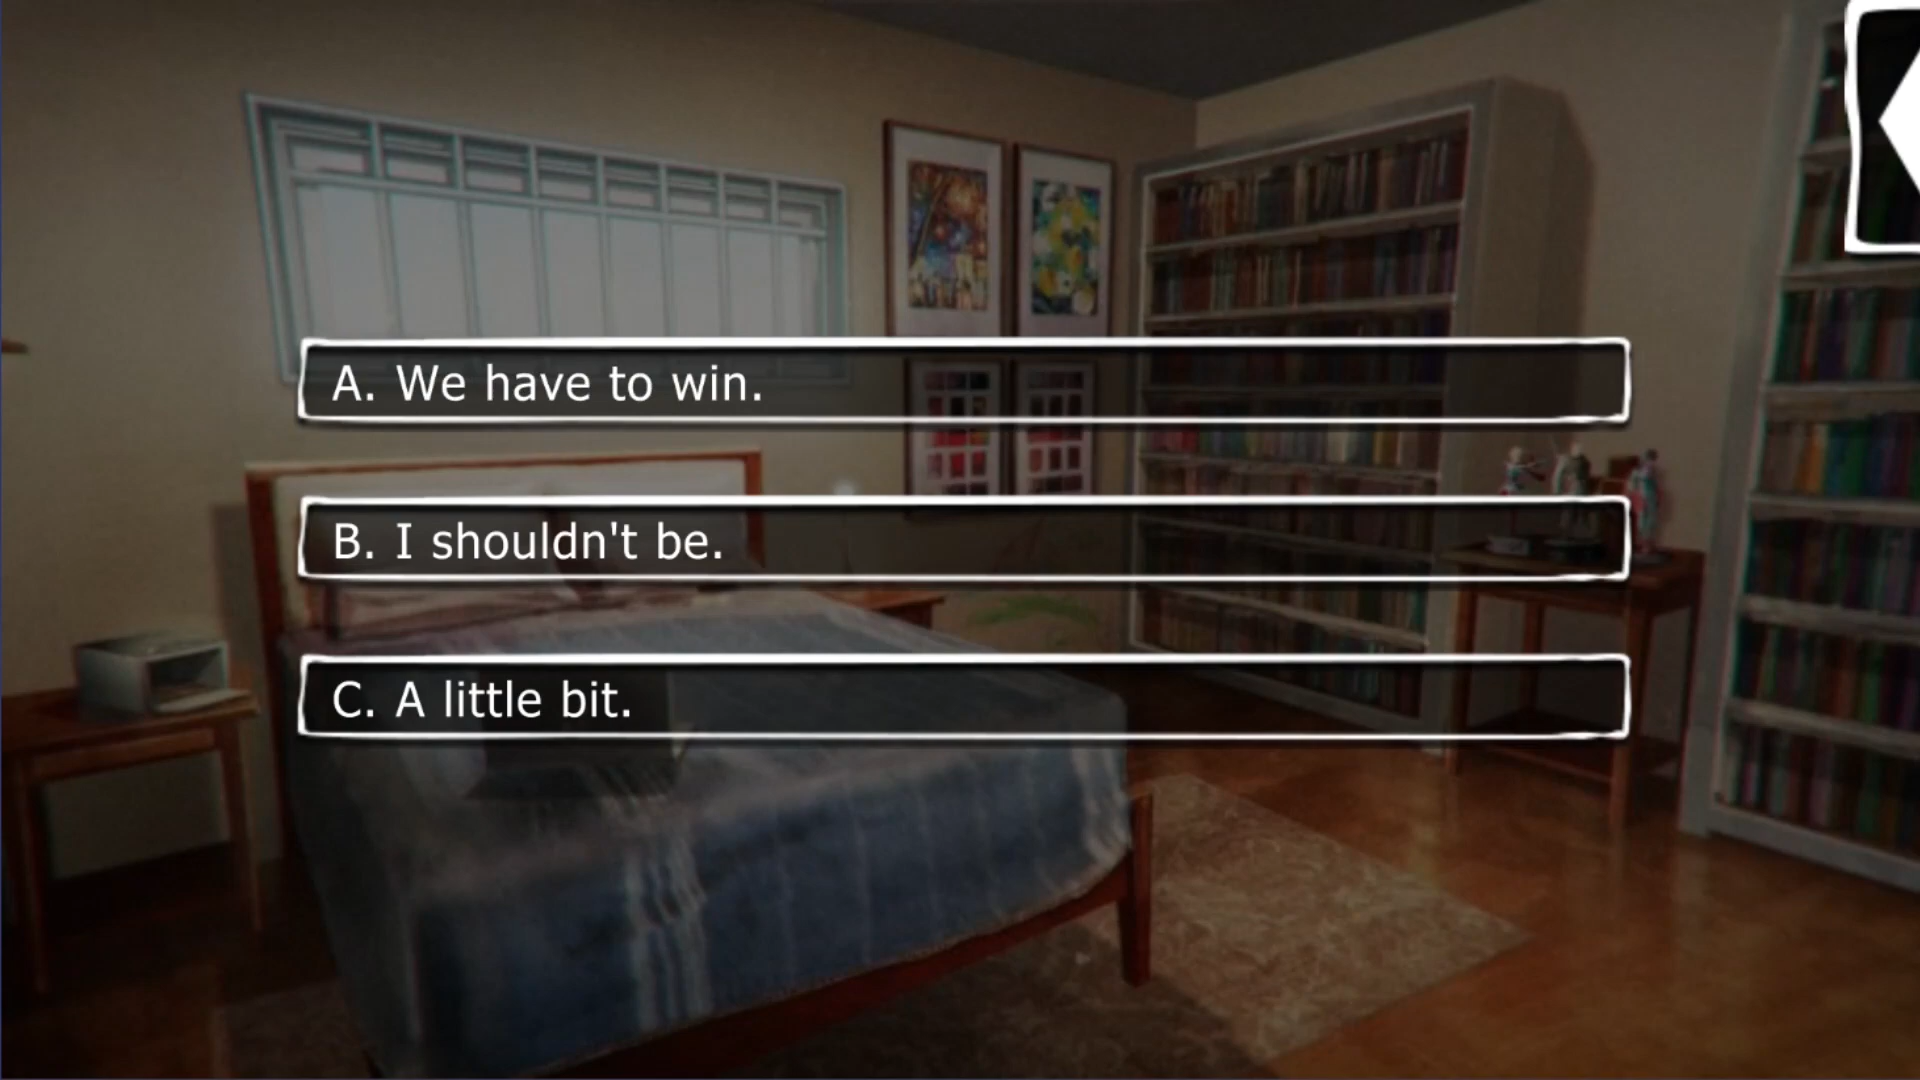 A. We have to win.
B. I shouldn't be.
C. A little bit.